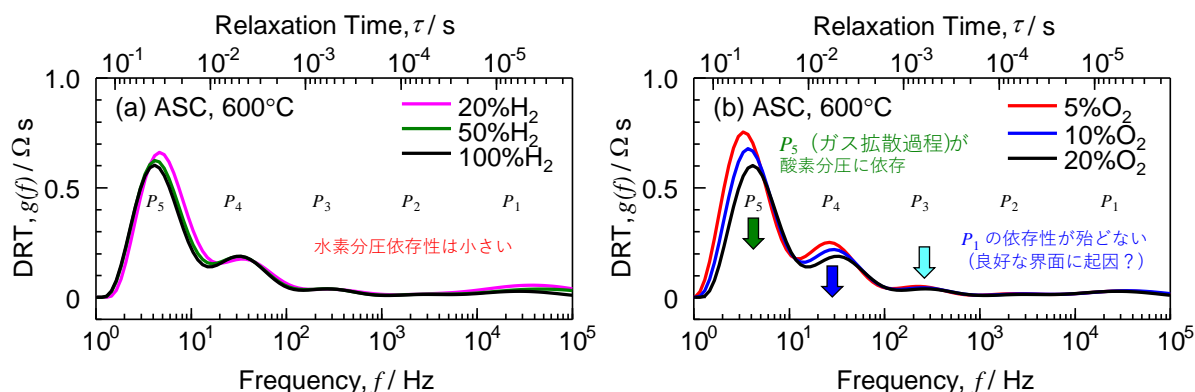 Relaxation Time, τ / s
10⁻¹ 10⁻² 10⁻³ 10⁻⁴ 10⁻⁵
1.0
0.5
0
DRT, g(f) / Ω s
(a) ASC, 600°C
20%H₂
50%H₂
100%H₂
P₅ P₄ P₃ P₂ P₁
水素分圧依存性は小さい
10⁰ 10¹ 10² 10³ 10⁴ 10⁵
Frequency, f / Hz
Relaxation Time, τ / s
10⁻¹ 10⁻² 10⁻³ 10⁻⁴ 10⁻⁵
1.0
0.5
0
DRT, g(f) / Ω s
(b) ASC, 600°C
5%O₂
10%O₂
20%O₂
P₅（ガス拡散過程)が
酸素分圧に依存
P₅ P₄ P₃ P₂ P₁
P₁ の依存性が殆どない
（良好な界面に起因？）
10⁰ 10¹ 10² 10³ 10⁴ 10⁵
Frequency, f / Hz